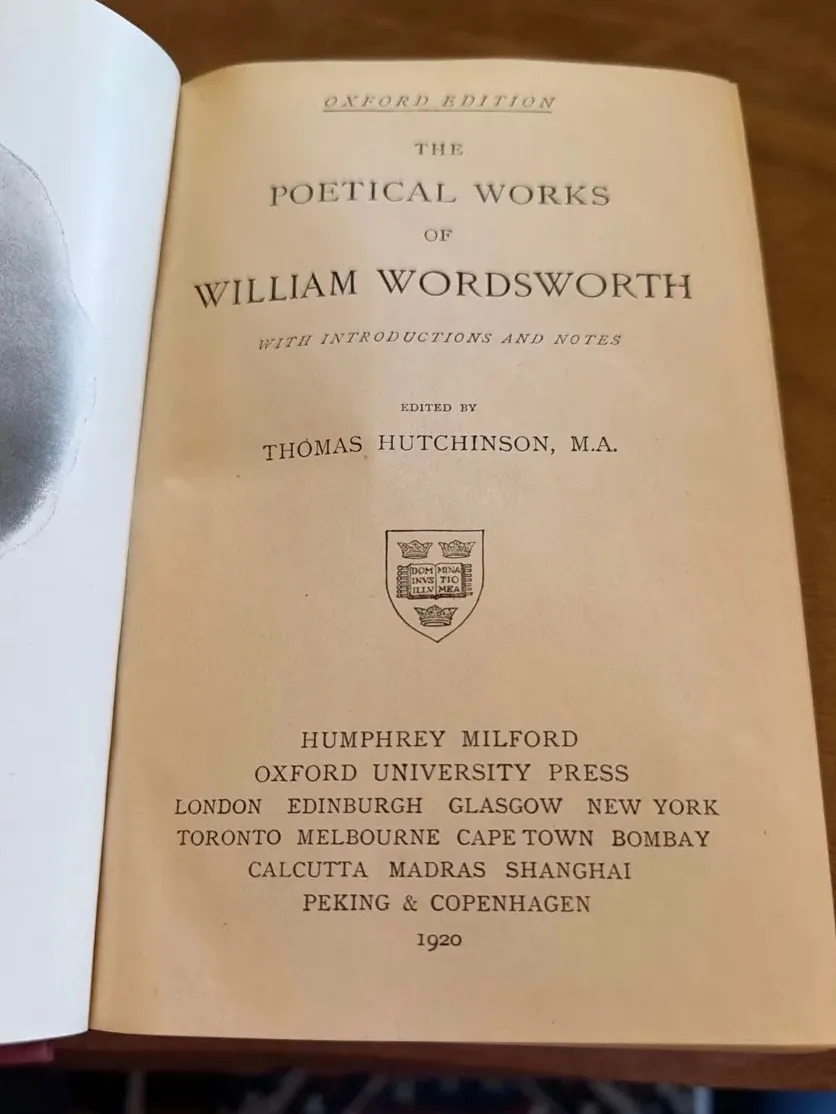 OXFORD EDITION
THE
POETICAL WORKS
OF
WILLIAM WORDSWORTH
WITH INTRODUCTIONS AND NOTES
EDITED BY
THOMAS HUTCHINSON, M.A.
DOM MINA
INVS TIO
ILLV MEA
HUMPHREY MILFORD
OXFORD UNIVERSITY PRESS
LONDON EDINBURGH GLASGOW NEW YORK
TORONTO MELBOURNE CAPE TOWN BOMBAY
CALCUTTA MADRAS SHANGHAI
PEKING & COPENHAGEN
1920